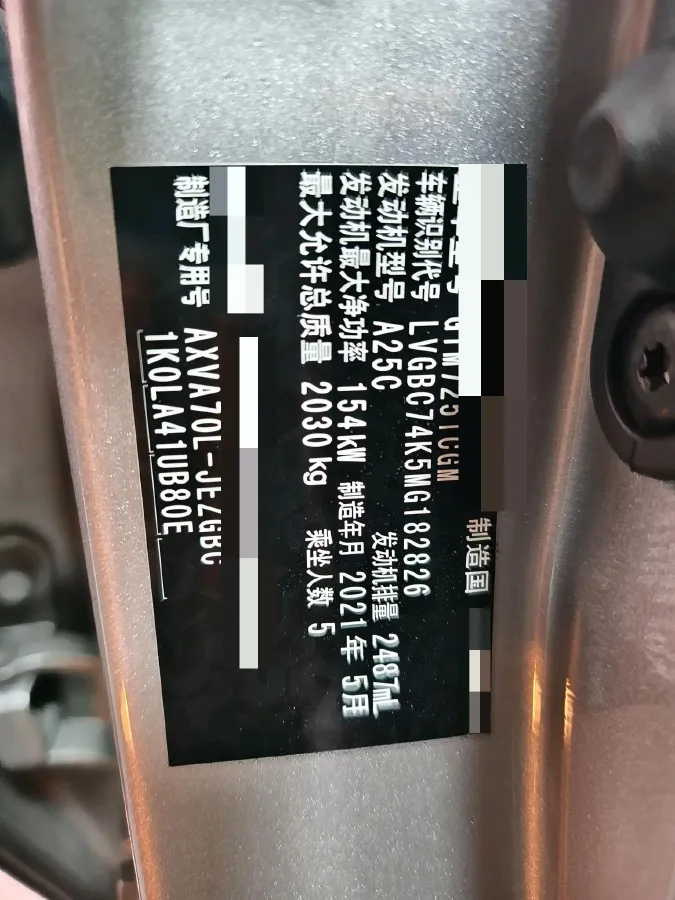 制造国
GTM7251CGM
车辆识别代号 LVGBC74K5MG182826
发动机型号 A25C 发动机排量 2487mL
发动机最大净功率 154kW 制造年月 2021年 5月
最大允许总质量 2030kg 乘坐人数 5
制造厂专用号 AXVA70L-JEZGBC
1K0LA41UB80E